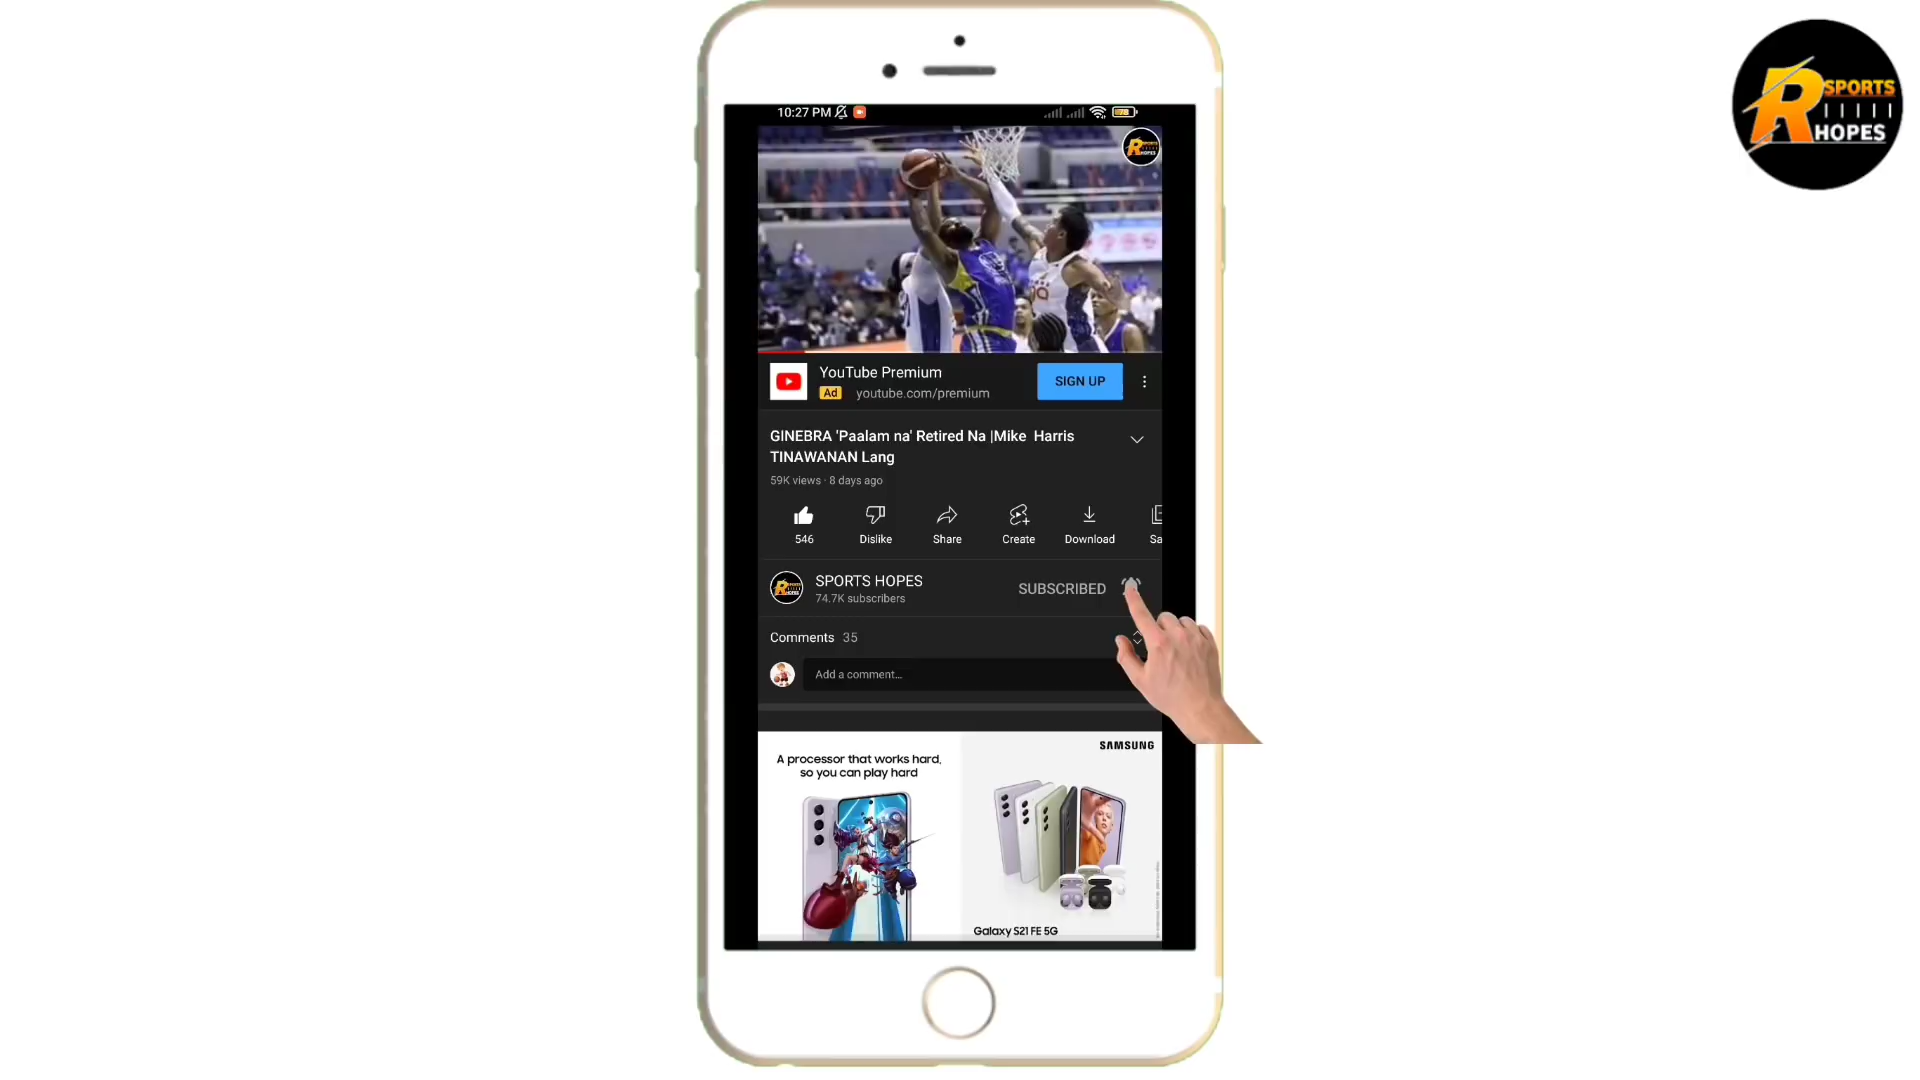 SPORTS
HOPES
10:27 PM
YouTube Premium
Ad youtube.com/premium
SIGN UP
GINEBRA 'Paalam na' Retired Na |Mike Harris
TINAWANAN Lang
59K views · 8 days ago
546
Dislike
Share
Create
Download
Sa
SPORTS HOPES
74.7K subscribers
SUBSCRIBED
Comments 35
Add a comment...
A processor that works hard,
so you can play hard
SAMSUNG
Galaxy S21 FE 5G